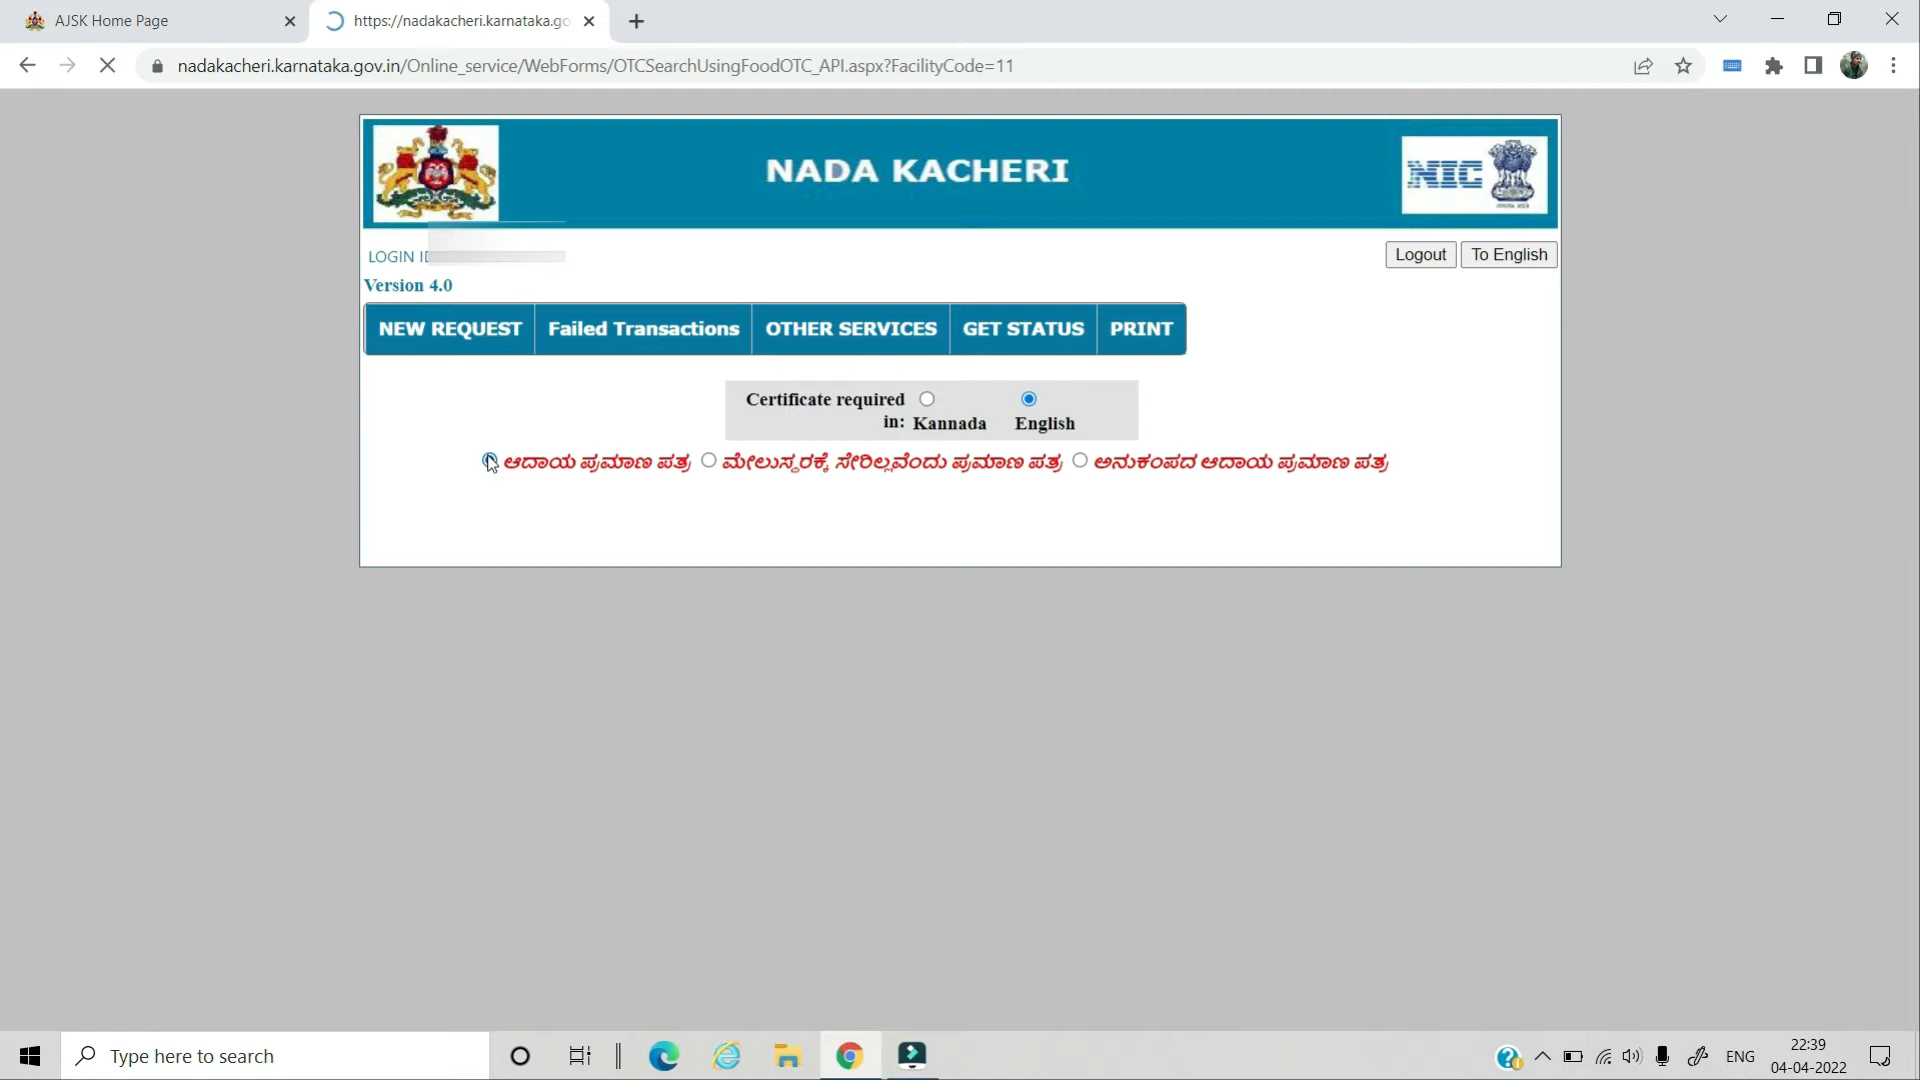 AJSK Home Page
https://nadakacheri.karnataka.go
nadakacheri.karnataka.gov.in/Online_service/WebForms/OTCSearchUsingFoodOTC_API.aspx?FacilityCode=11
NADA KACHERI
NIC
LOGIN ID
Logout
To English
Version 4.0
NEW REQUEST
Failed Transactions
OTHER SERVICES
GET STATUS
PRINT
Certificate required
in: Kannada English
ಆದಾಯ ಪ್ರಮಾಣ ಪತ್ರ ಮೇಲುಸ್ತರಕ್ಕೆ ಸೇರಿಲ್ಲವೆಂದು ಪ್ರಮಾಣ ಪತ್ರ ಅನುಕಂಪದ ಆದಾಯ ಪ್ರಮಾಣ ಪತ್ರ
Type here to search
ENG
22:39
04-04-2022